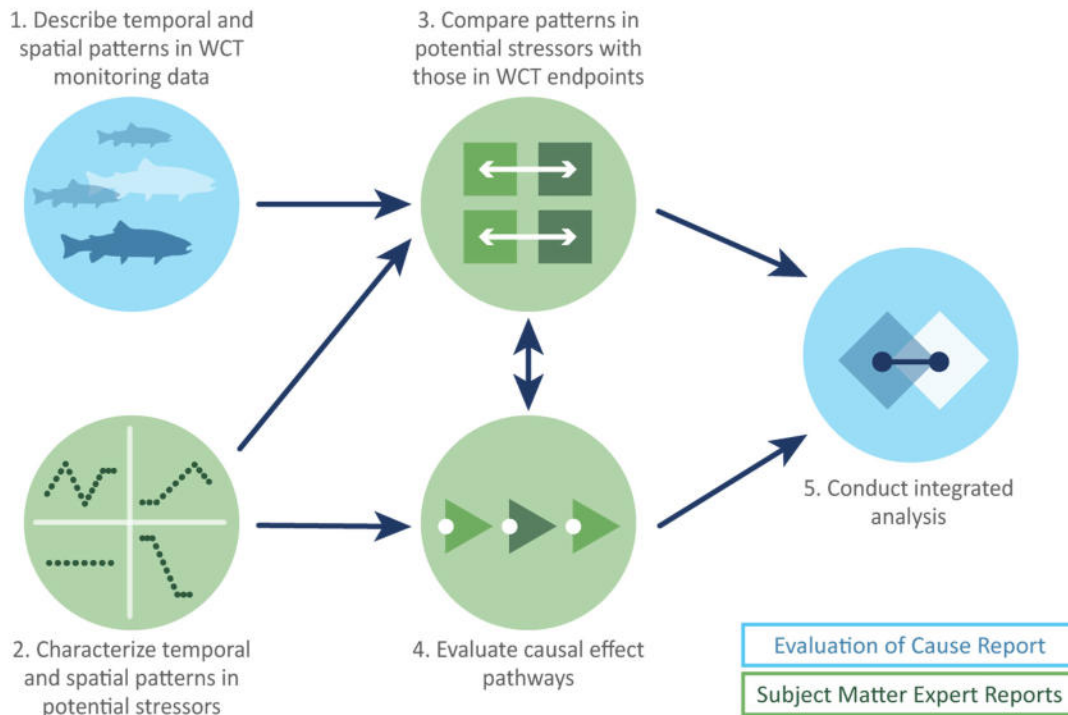 1. Describe temporal and
spatial patterns in WCT
monitoring data
3. Compare patterns in
potential stressors with
those in WCT endpoints
2. Characterize temporal
and spatial patterns in
potential stressors
4. Evaluate causal effect
pathways
5. Conduct integrated
analysis
Evaluation of Cause Report
Subject Matter Expert Reports